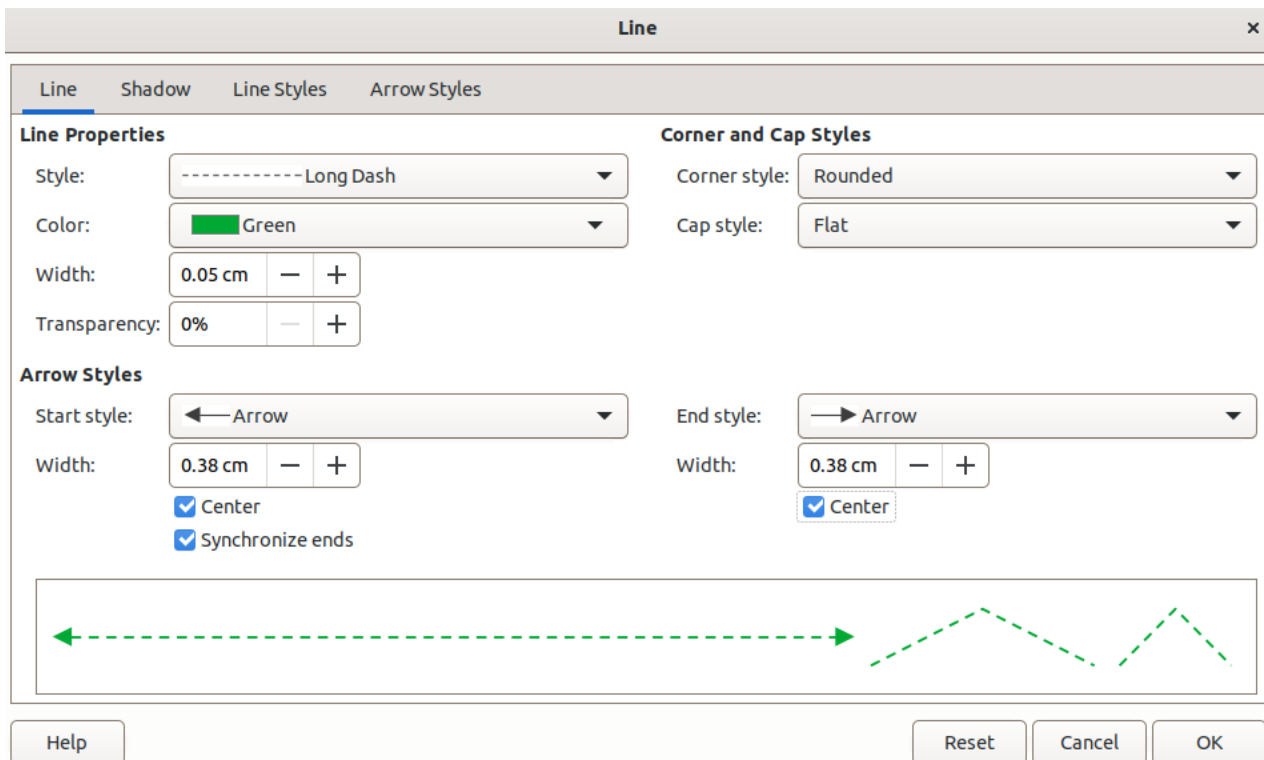 Line ×
Line Shadow Line Styles Arrow Styles
Line Properties Corner and Cap Styles
Style: Long Dash Corner style: Rounded
Color: Green Cap style: Flat
Width: 0.05 cm
Transparency: 0%
Arrow Styles
Start style: Arrow End style: Arrow
Width: 0.38 cm Width: 0.38 cm
Center Center
Synchronize ends
Help Reset Cancel OK